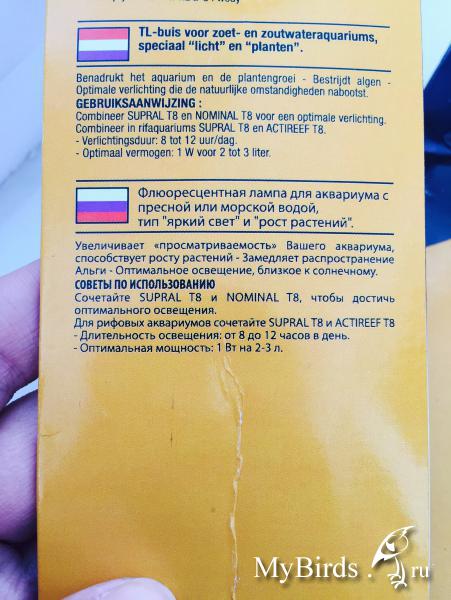 TL-buis voor zoet- en zoutwateraquariums,
speciaal "licht" en "planten".
Benadrukt het aquarium en de plantengroei - Bestrijdt algen -
Optimale verlichting die de natuurlijke omstandigheden nabootst.
GEBRUIKSAANWIJZING :
Combineer SUPRAL T8 en NOMINAL T8 voor een optimale verlichting.
Combineer in rifaquariums SUPRAL T8 en ACTIREEF T8.
- Verlichtingsduur: 8 tot 12 uur/dag.
- Optimaal vermogen: 1 W voor 2 tot 3 liter.
Флюоресцентная лампа для аквариума с
пресной или морской водой,
тип "яркий свет" и "рост растений".
Увеличивает «просматриваемость» Вашего аквариума,
способствует росту растений - Замедляет распространение
Альги - Оптимальное освещение, близкое к солнечному.
СОВЕТЫ ПО ИСПОЛЬЗОВАНИЮ
Сочетайте SUPRAL T8 и NOMINAL T8, чтобы достичь
оптимального освещения.
Для рифовых аквариумов сочетайте SUPRAL T8 и ACTIREEF T8
- Длительность освещения: от 8 до 12 часов в день.
- Оптимальная мощность: 1 Вт на 2-3 л.
MyBirds.ru